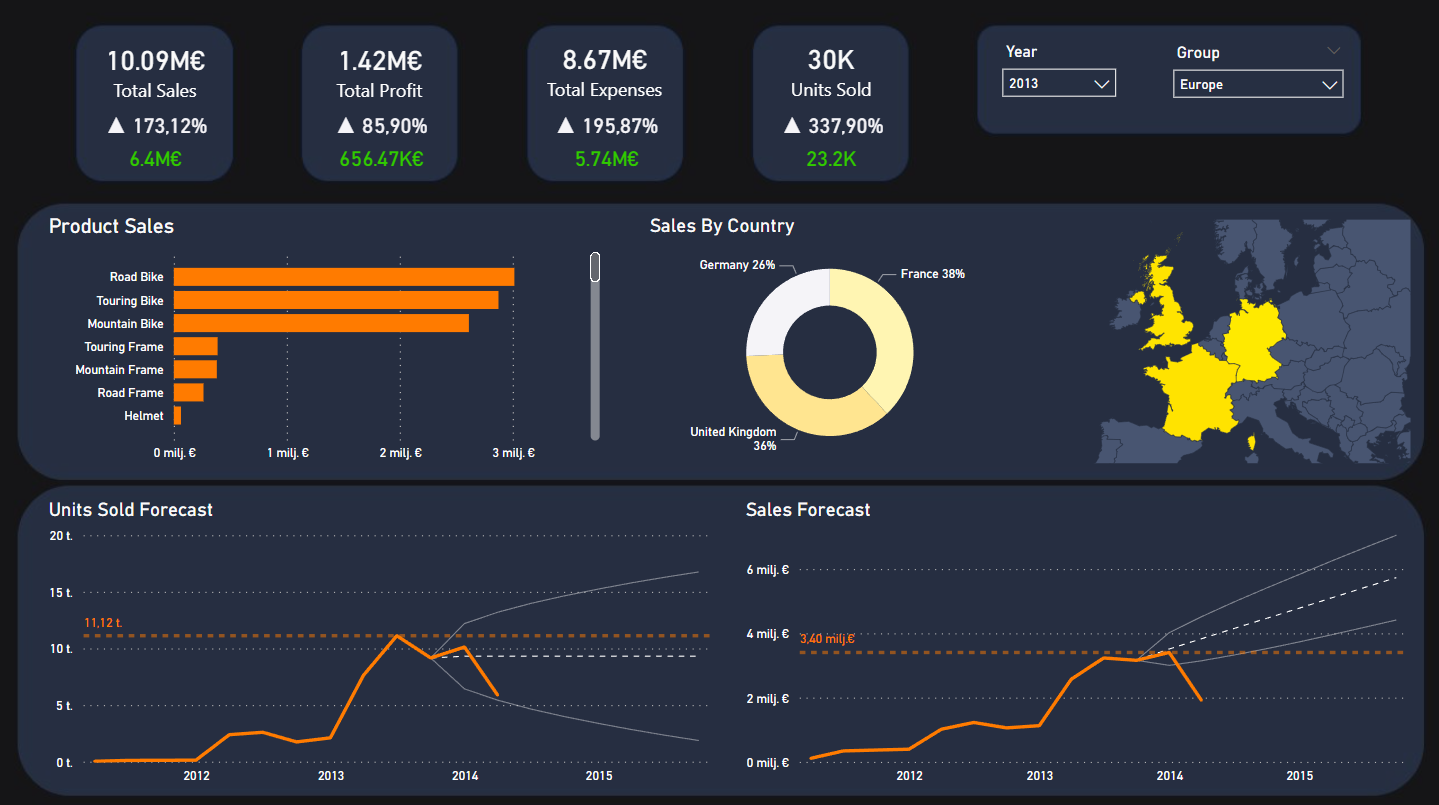 10.09M€
Total Sales
▲ 173,12%
6.4M€
1.42M€
Total Profit
▲ 85,90%
656.47K€
8.67M€
Total Expenses
▲ 195,87%
5.74M€
30K
Units Sold
▲ 337,90%
23.2K
Year
2013
Group
Europe
Product Sales
Road Bike
Touring Bike
Mountain Bike
Touring Frame
Mountain Frame
Road Frame
Helmet
0 milj. €
1 milj. €
2 milj. €
3 milj. €
Sales By Country
Germany 26%
France 38%
United Kingdom
36%
Units Sold Forecast
20 t.
15 t.
11,12 t.
10 t.
5 t.
0 t.
2012
2013
2014
2015
Sales Forecast
6 milj. €
4 milj. €
3,40 milj.€
2 milj. €
0 milj. €
2012
2013
2014
2015